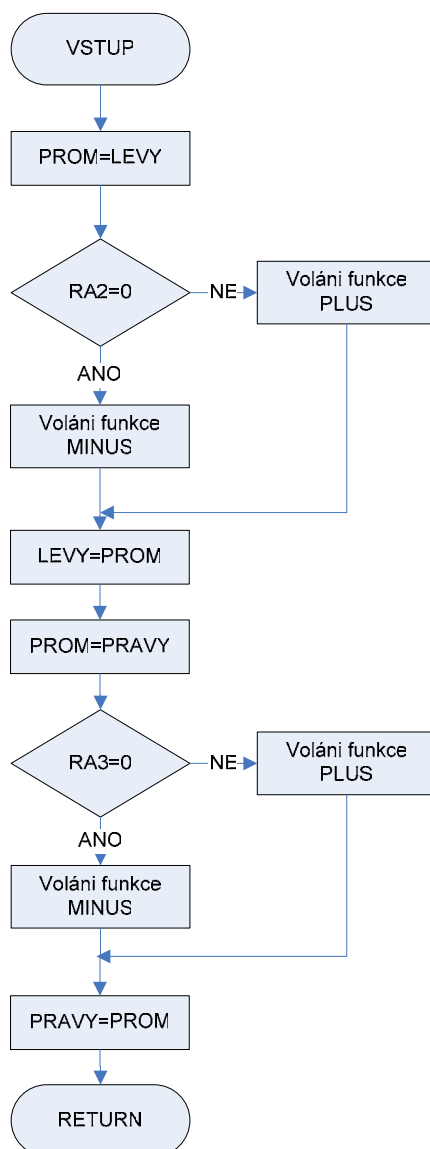 VSTUP
PROM=LEVY
RA2=0
NE
Voláni funkce
PLUS
ANO
Voláni funkce
MINUS
LEVY=PROM
PROM=PRAVY
RA3=0
NE
Voláni funkce
PLUS
ANO
Voláni funkce
MINUS
PRAVY=PROM
RETURN